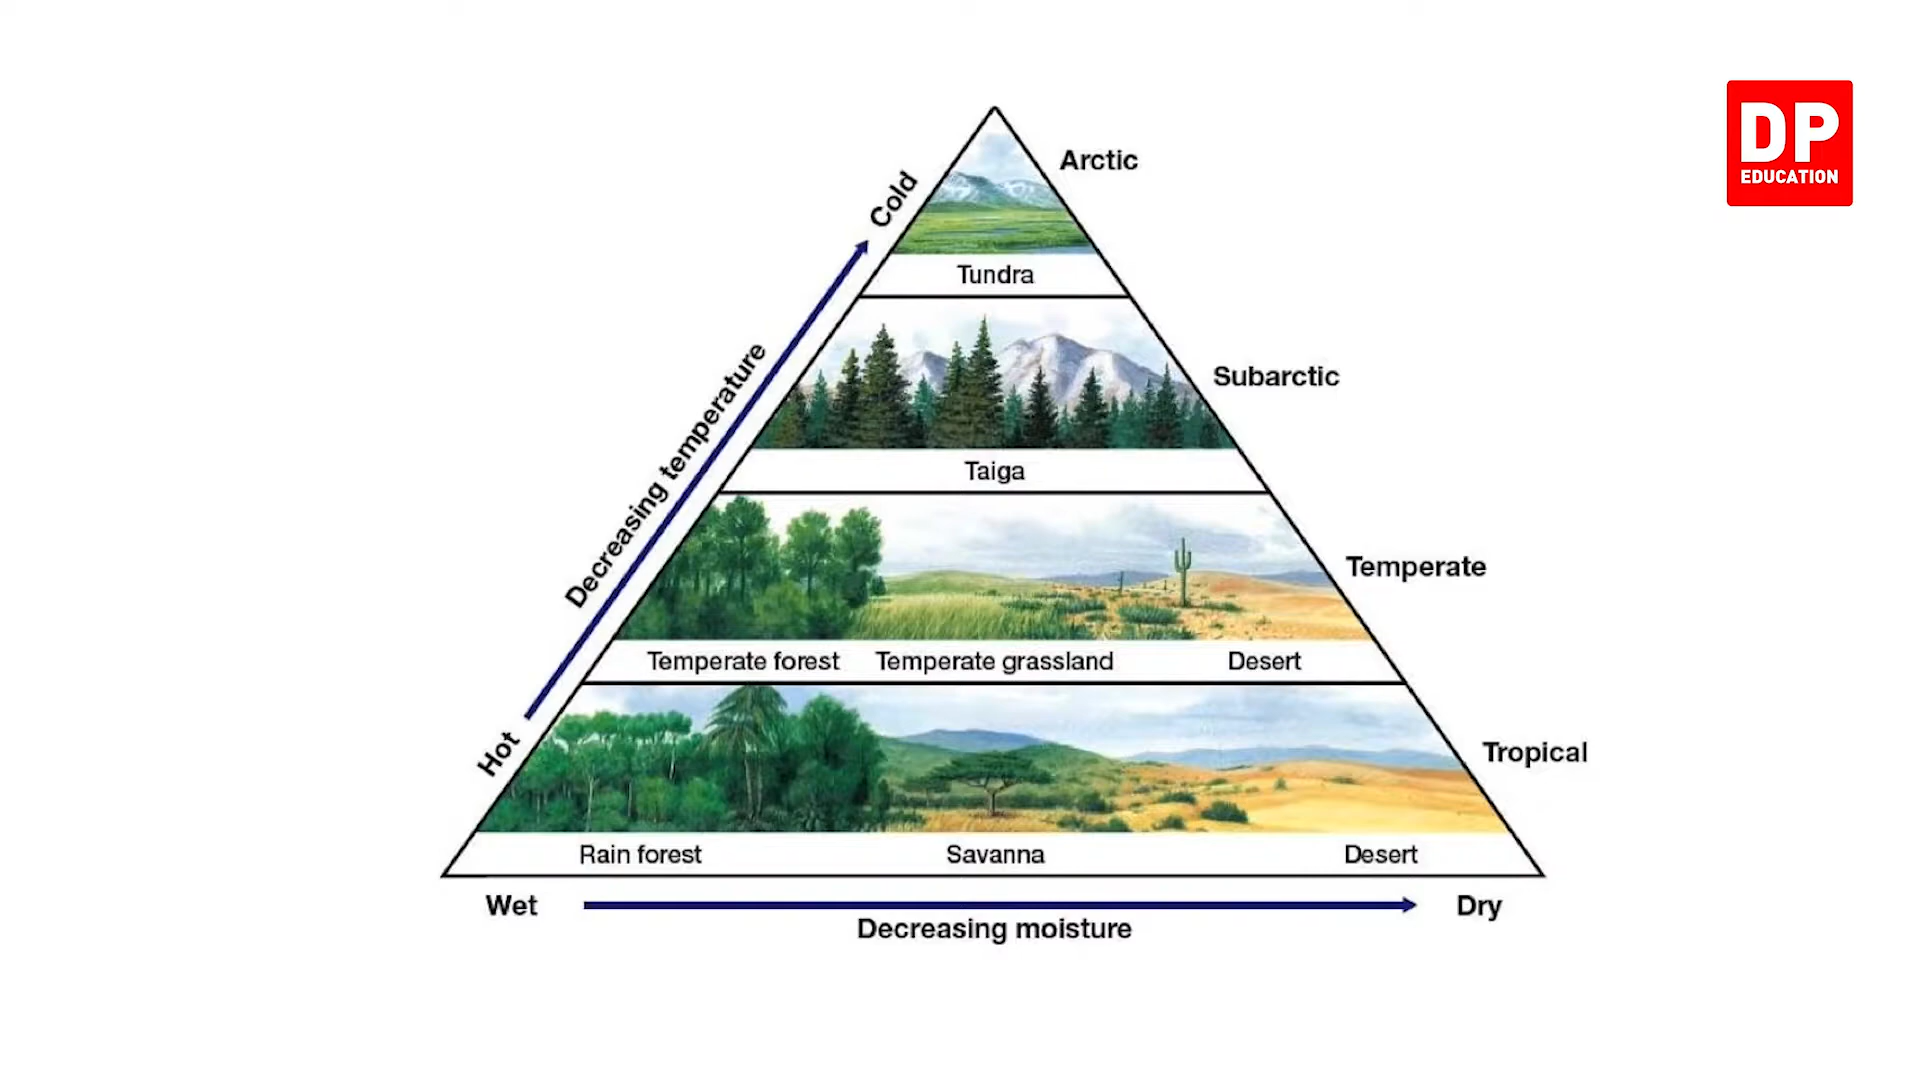 DP
EDUCATION
Arctic
Cold
Tundra
Subarctic
Decreasing temperature
Taiga
Temperate
Temperate forest Temperate grassland Desert
Hot
Tropical
Rain forest Savanna Desert
Wet Dry
Decreasing moisture